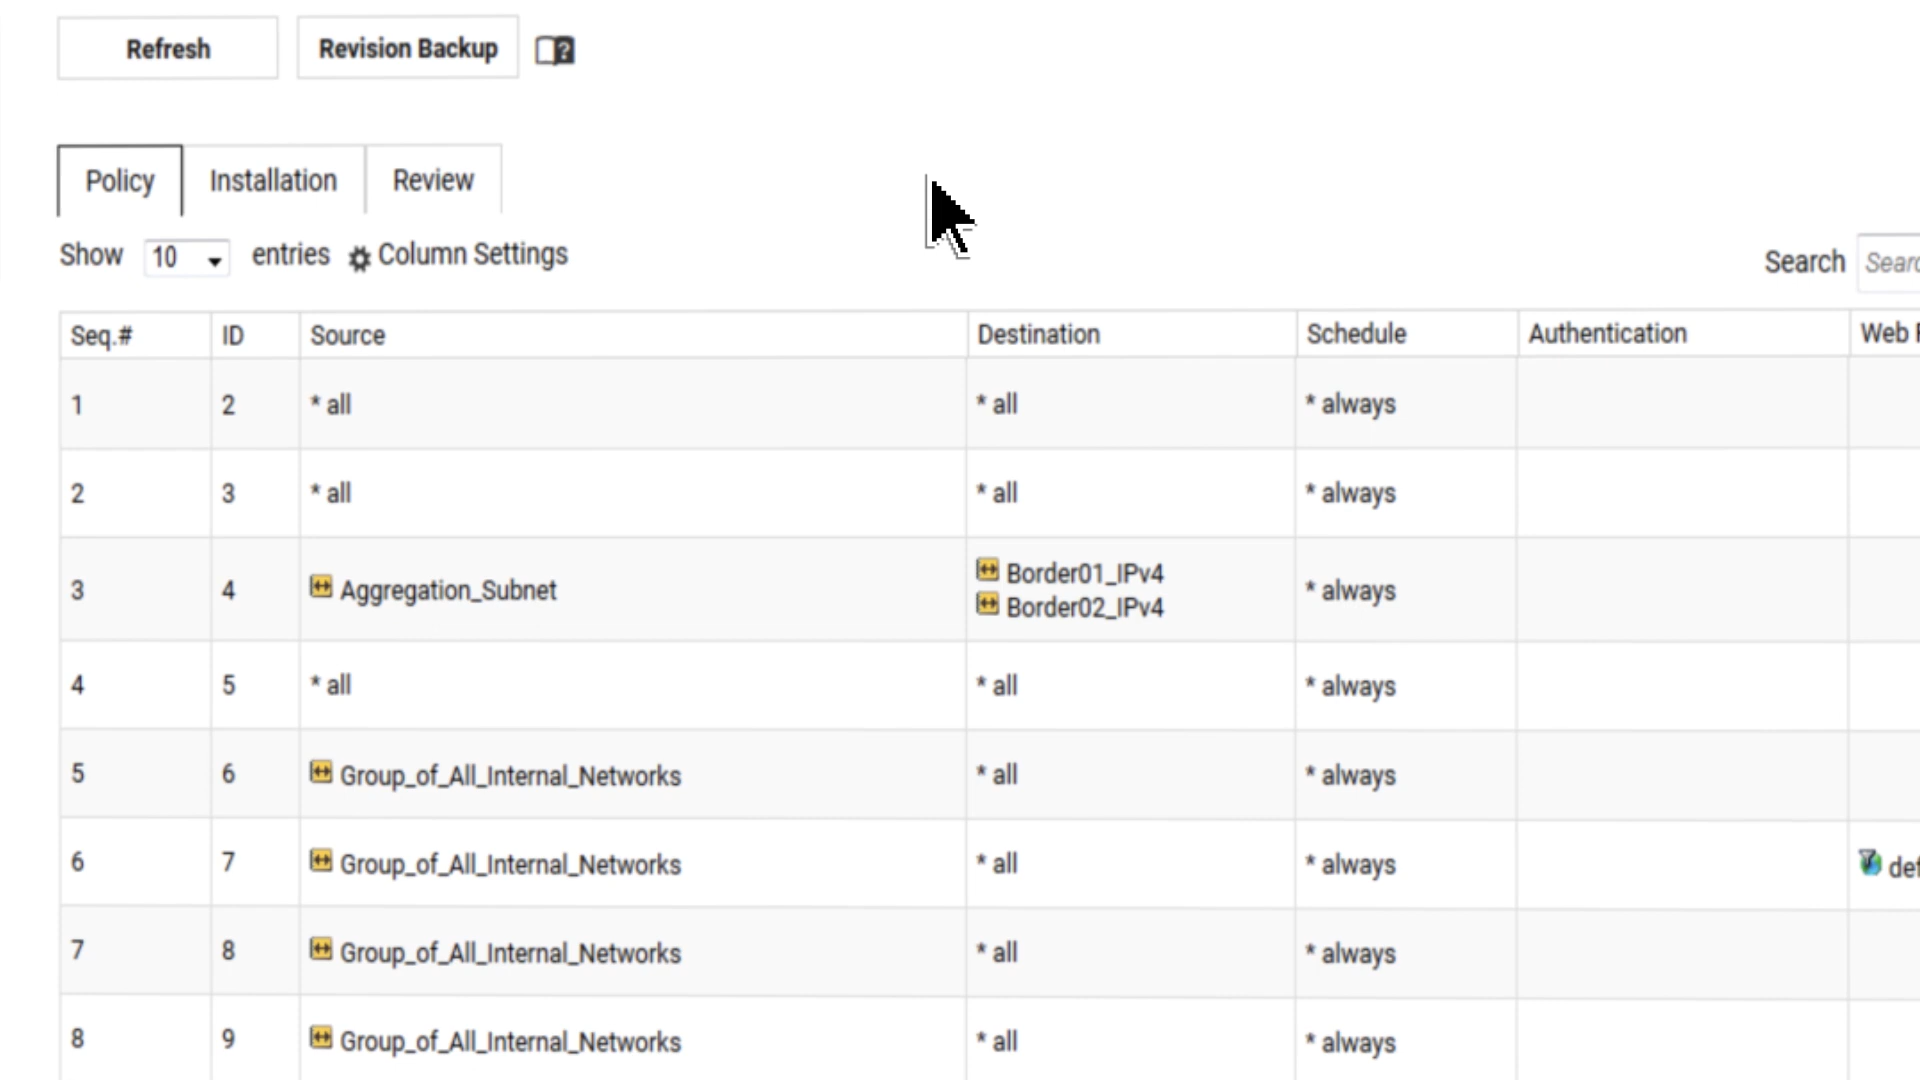 Refresh Revision Backup ?
Policy Installation Review
Show 10 entries Column Settings Search
Seq.# ID Source Destination Schedule Authentication Web
1 2 * all * all * always
2 3 * all * all * always
3 4 Aggregation_Subnet Border01_IPv4 * always
Border02_IPv4
4 5 * all * all * always
5 6 Group_of_All_Internal_Networks * all * always
6 7 Group_of_All_Internal_Networks * all * always
7 8 Group_of_All_Internal_Networks * all * always
8 9 Group_of_All_Internal_Networks * all * always